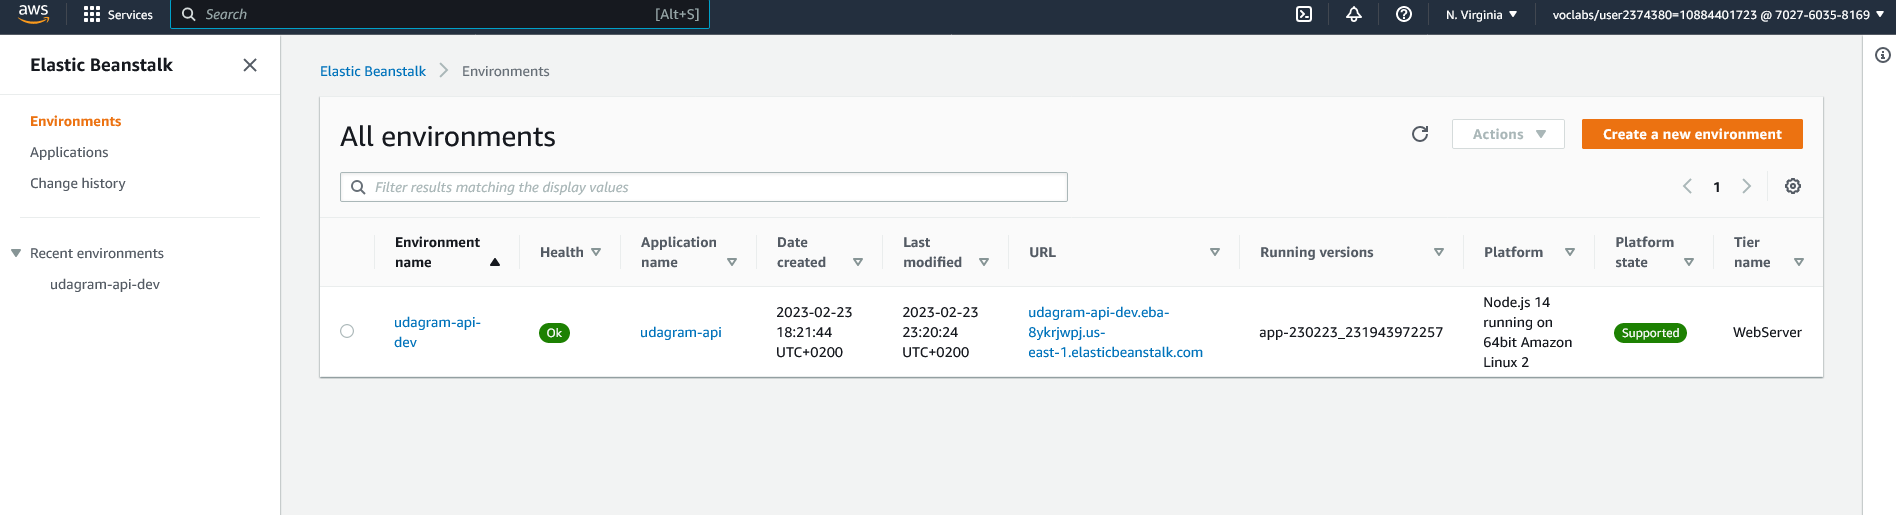 aws
Services
Search
[Alt+S]
N. Virginia
voclabs/user2374380=10884401723 @ 7027-6035-8169
Elastic Beanstalk
Environments
Applications
Change history
Recent environments
udagram-api-dev
Elastic Beanstalk
Environments
All environments
Actions
Create a new environment
Filter results matching the display values
1
Environment
name
Health
Application
name
Date
created
Last
modified
URL
Running versions
Platform
Platform
state
Tier
name
udagram-api-
dev
Ok
udagram-api
2023-02-23
18:21:44
UTC+0200
2023-02-23
23:20:24
UTC+0200
udagram-api-dev.eba-
8ykrjwpj.us-
east-1.elasticbeanstalk.com
app-230223_231943972257
Node.js 14
running on
64bit Amazon
Linux 2
Supported
WebServer